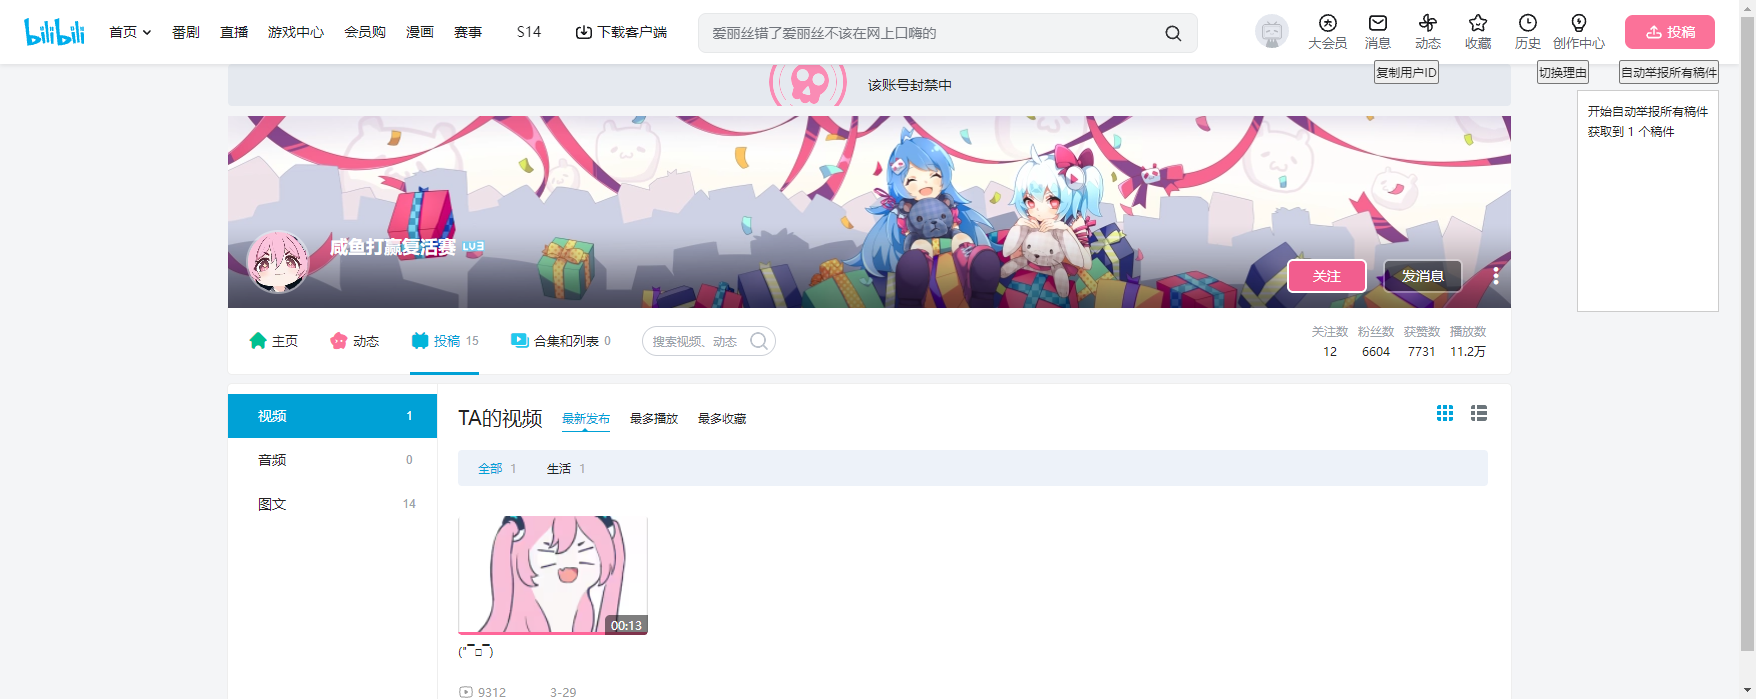 bilibili
首页
番剧
直播
游戏中心
会员购
漫画
赛事
S14
下载客户端
爱丽丝错了爱丽丝不该在网上口嗨的
大会员
消息
动态
收藏
历史
创作中心
投稿
复制用户ID
切换理由
自动举报所有稿件
该账号封禁中
开始自动举报所有稿件
获取到 1 个稿件
咸鱼打赢复活赛 LV3
关注
发消息
主页
动态
投稿 15
合集和列表 0
搜索视频、动态
关注数 粉丝数 获赞数 播放数
12 6604 7731 11.2万
视频 1
音频 0
图文 14
TA的视频
最新发布
最多播放
最多收藏
全部 1
生活 1
00:13
("▔□▔)
9312
3-29